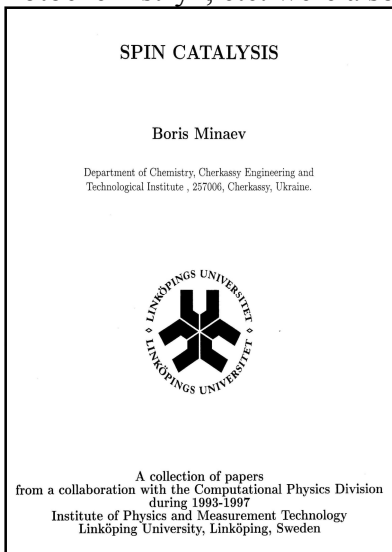 SPIN CATALYSIS
Boris Minaev
Department of Chemistry, Cherkassy Engineering and
Technological Institute , 257006, Cherkassy, Ukraine.
LINKÖPINGS UNIVERSITET
LINKÖPINGS UNIVERSITET
A collection of papers
from a collaboration with the Computational Physics Division
during 1993-1997
Institute of Physics and Measurement Technology
Linköping University, Linköping, Sweden